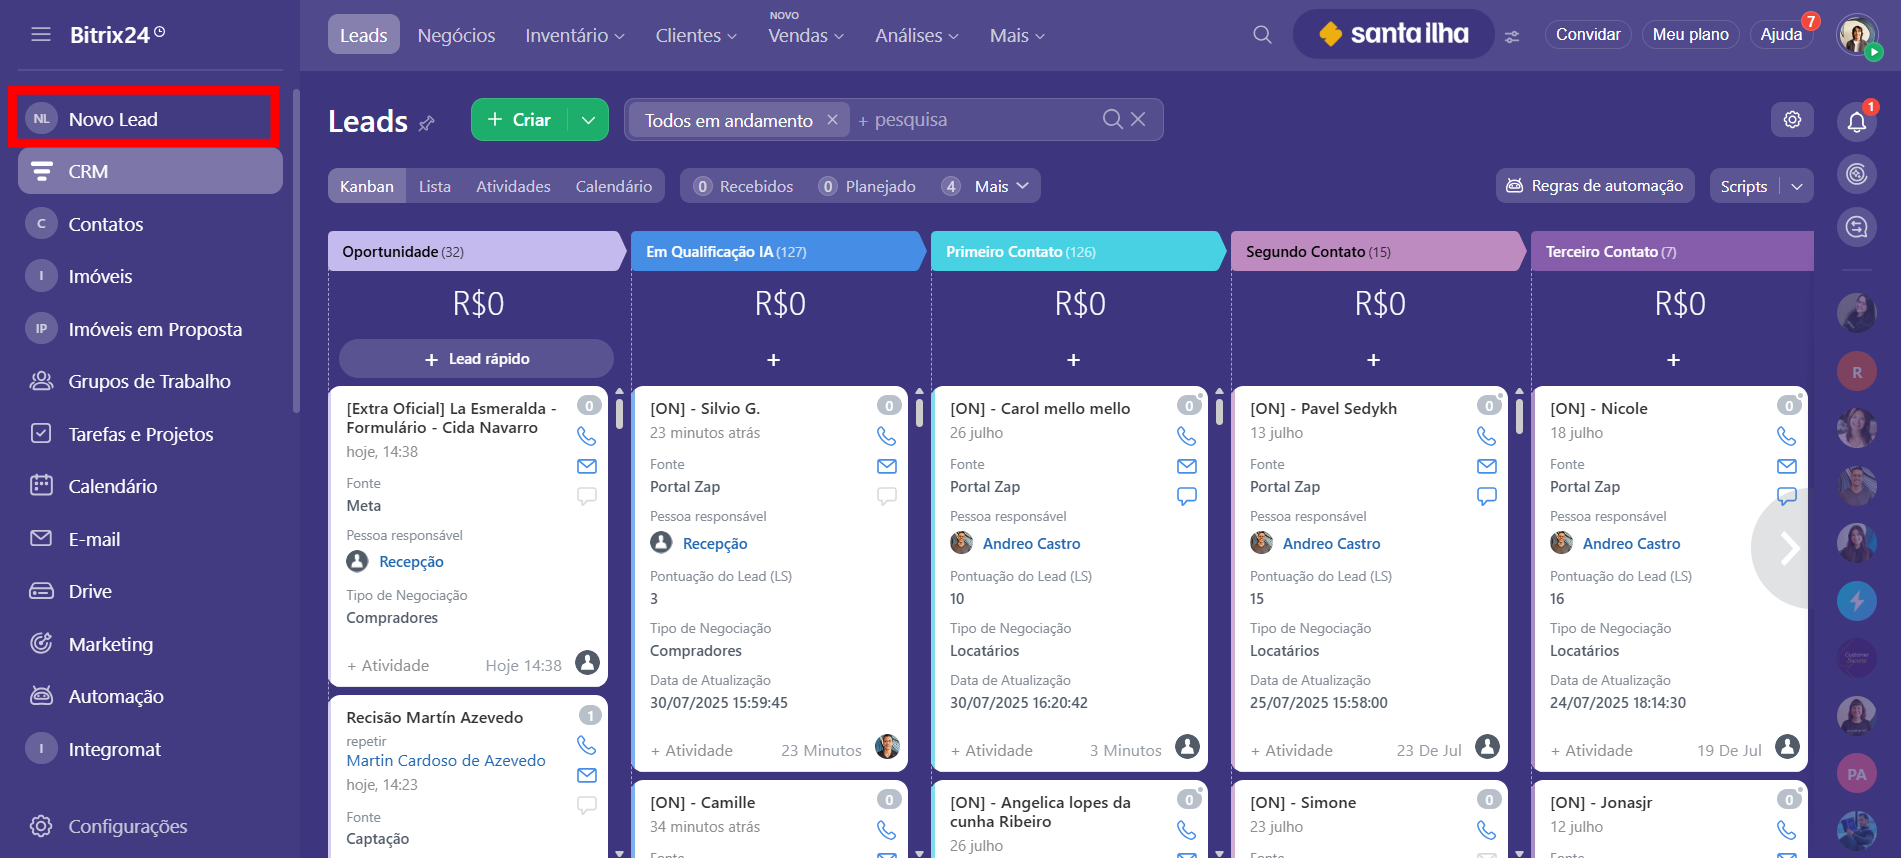 Bitrix24
Leads
Negócios
Inventário
Clientes
NOVO
Vendas
Análises
Mais
santa ilha
Convidar
Meu plano
Ajuda
7
NL
Novo Lead
CRM
C
Contatos
I
Imóveis
IP
Imóveis em Proposta
Grupos de Trabalho
Tarefas e Projetos
Calendário
E-mail
Drive
Marketing
Automação
I
Integromat
Configurações
Leads
+ Criar
Todos em andamento ×
+ pesquisa
1
Kanban
Lista
Atividades
Calendário
0 Recebidos
0 Planejado
4 Mais
Regras de automação
Scripts
Oportunidade (32)
R$0
+ Lead rápido
[Extra Oficial] La Esmeralda -
Formulário - Cida Navarro
0
hoje, 14:38
Fonte
Meta
Pessoa responsável
Recepção
Tipo de Negociação
Compradores
+ Atividade
Hoje 14:38
Recisão Martín Azevedo
1
repetir
Martin Cardoso de Azevedo
hoje, 14:23
Fonte
Captação
Em Qualificação IA (127)
R$0
+
[ON] - Silvio G.
0
23 minutos atrás
Fonte
Portal Zap
Pessoa responsável
Recepção
Pontuação do Lead (LS)
3
Tipo de Negociação
Compradores
Data de Atualização
30/07/2025 15:59:45
+ Atividade
23 Minutos
[ON] - Camille
0
34 minutos atrás
Fonte
Primeiro Contato (126)
R$0
+
[ON] - Carol mello mello
0
26 julho
Fonte
Portal Zap
Pessoa responsável
Andreo Castro
Pontuação do Lead (LS)
10
Tipo de Negociação
Locatários
Data de Atualização
30/07/2025 16:20:42
+ Atividade
3 Minutos
[ON] - Angelica lopes da
cunha Ribeiro
0
26 julho
Segundo Contato (15)
R$0
+
[ON] - Pavel Sedykh
0
13 julho
Fonte
Portal Zap
Pessoa responsável
Andreo Castro
Pontuação do Lead (LS)
15
Tipo de Negociação
Locatários
Data de Atualização
25/07/2025 15:58:00
+ Atividade
23 De Jul
[ON] - Simone
0
23 julho
Fonte
Terceiro Contato (7)
R$0
+
[ON] - Nicole
0
18 julho
Fonte
Portal Zap
Pessoa responsável
Andreo Castro
Pontuação do Lead (LS)
16
Tipo de Negociação
Locatários
Data de Atualização
24/07/2025 18:14:30
+ Atividade
19 De Jul
[ON] - Jonasjr
0
12 julho
Fonte
R
PA